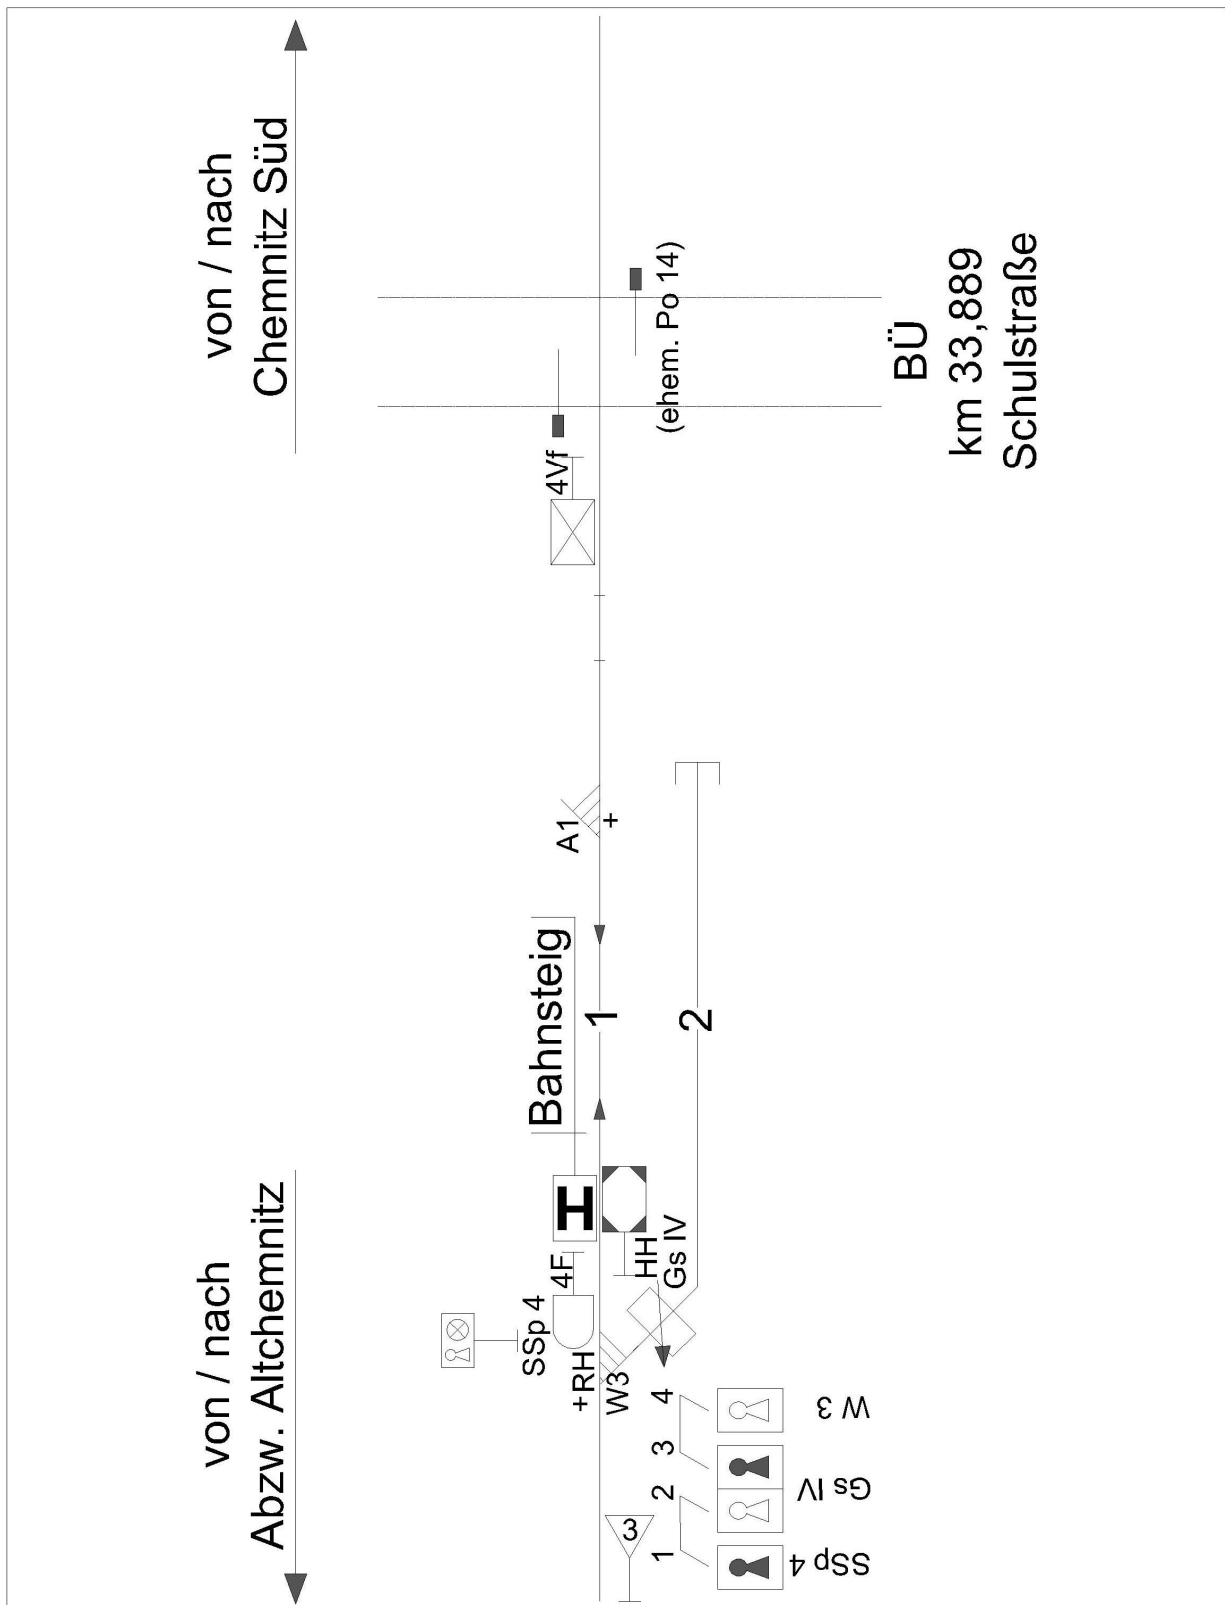 von / nach
Abzw. Altchemnitz
von / nach
Chemnitz Süd
SSp 4
4F
H
Bahnsteig
A1
+
4Vf
+RH
W3
1
HH
Gs IV
2
(ehem. Po 14)
3
1
2
3
4
SSp 4
Gs IV
W 3
BÜ
km 33,889
Schulstraße